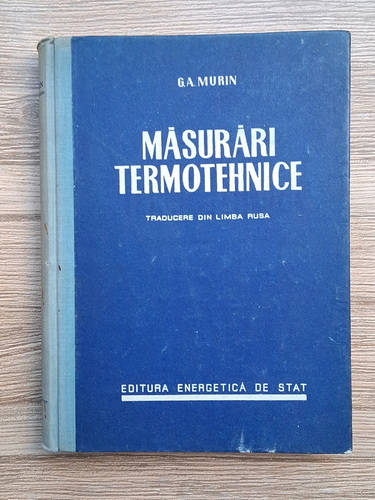 G.A. MURIN
MĂSURĂRI
TERMOTEHNICE
TRADUCERE DIN LIMBA RUSA
EDITURA ENERGETICĂ DE STAT